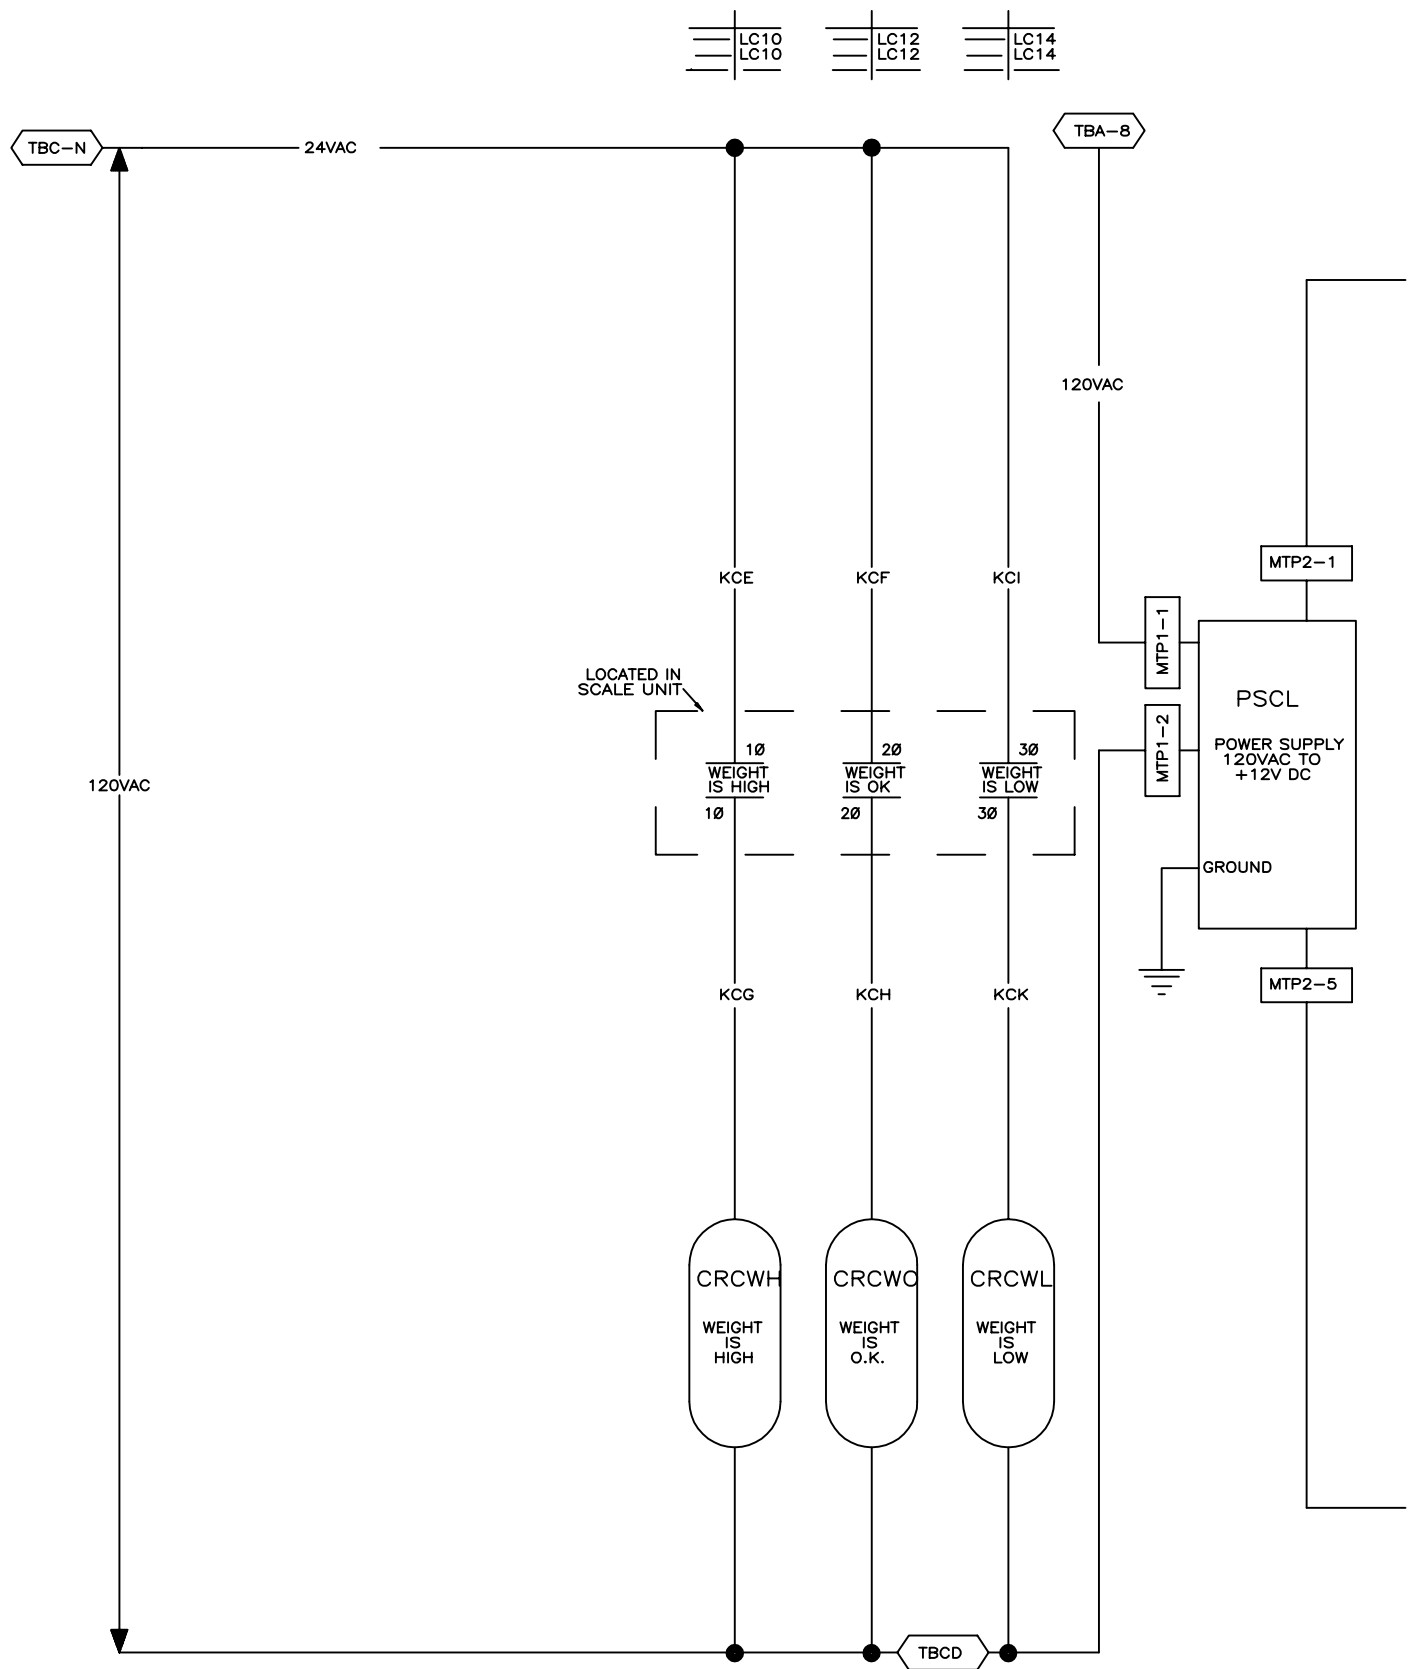 LC10
LC10
LC12
LC12
LC14
LC14
TBC-N
24VAC
TBA-8
120VAC
MTP2-1
KCE
KCF
KCI
MTP1-1
LOCATED IN
SCALE UNIT
PSCL
MTP1-2
POWER SUPPLY
120VAC TO
+12V DC
1Ø
WEIGHT
IS HIGH
1Ø
2Ø
WEIGHT
IS OK
2Ø
3Ø
WEIGHT
IS LOW
3Ø
120VAC
GROUND
MTP2-5
KCG
KCH
KCK
CRCWH
WEIGHT
IS
HIGH
CRCWO
WEIGHT
IS
O.K.
CRCWL
WEIGHT
IS
LOW
TBCD